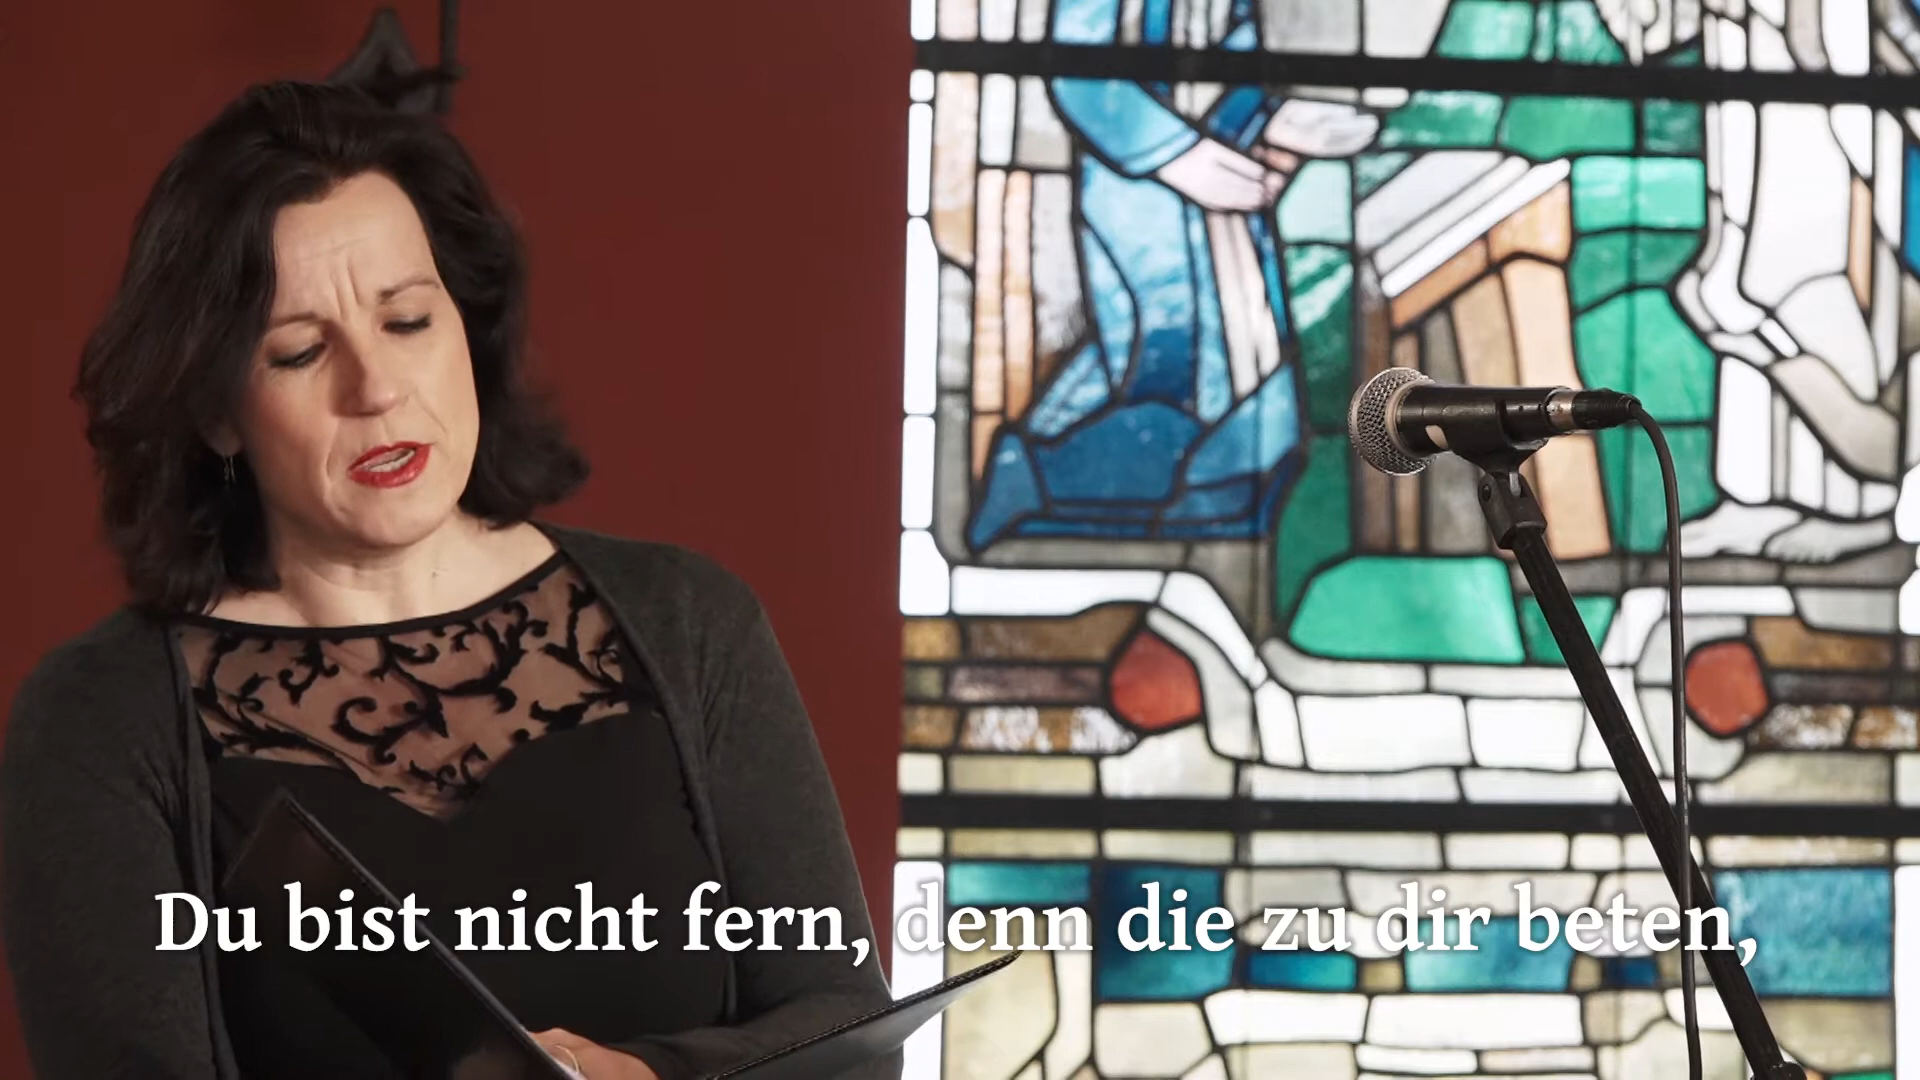 Du bist nicht fern, denn die zu dir beten,